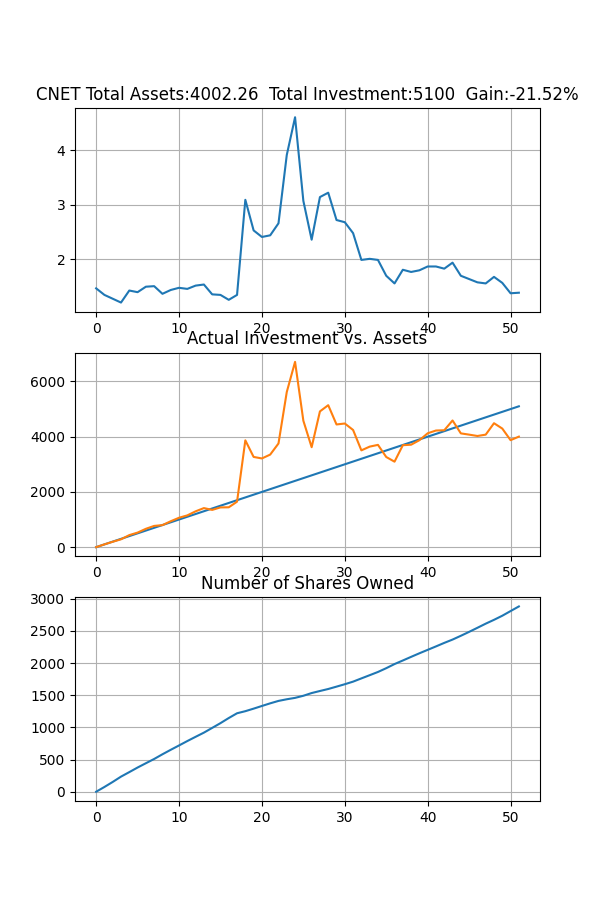 CNET Total Assets:4002.26  Total Investment:5100  Gain:-21.52%
4
3
2
0 10 20 30 40 50
Actual Investment vs. Assets
6000
4000
2000
0
0 10 20 30 40 50
Number of Shares Owned
3000
2500
2000
1500
1000
500
0
0 10 20 30 40 50